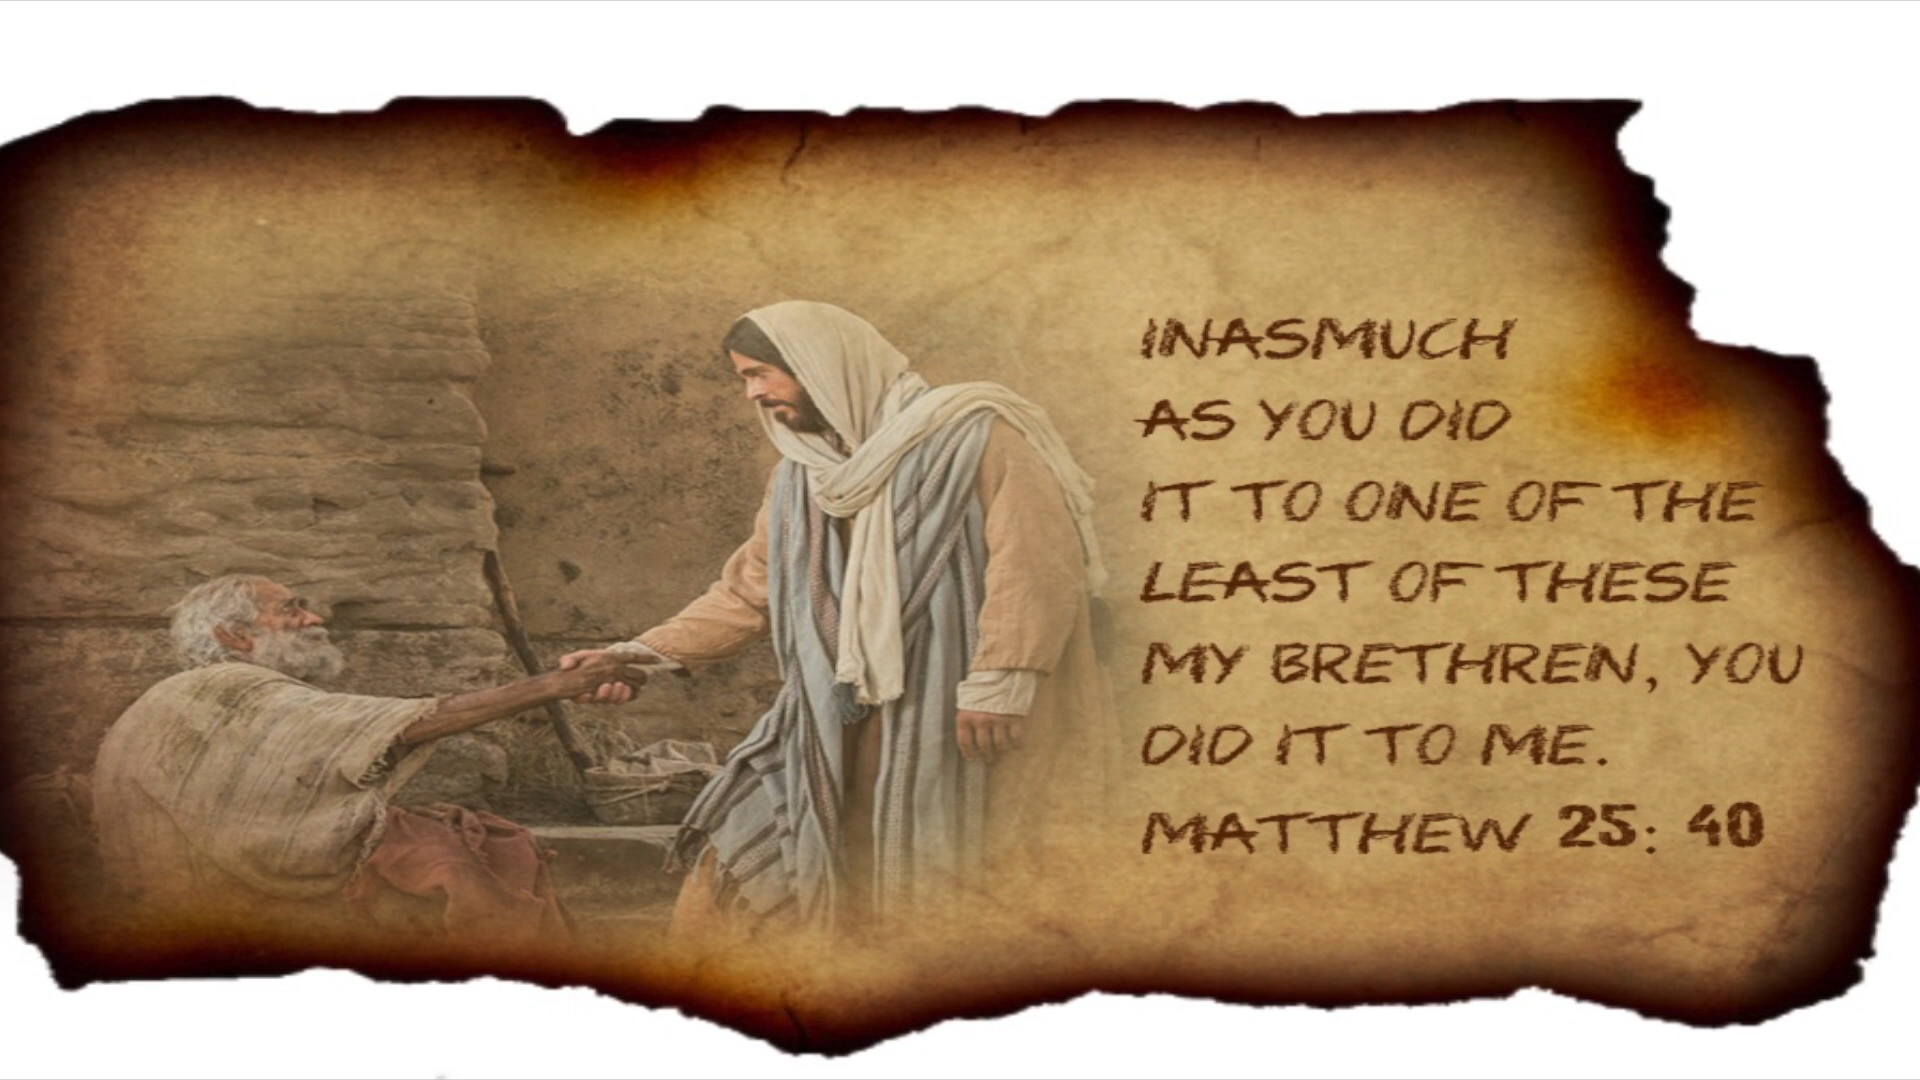 INASMUCH
AS YOU DID
IT TO ONE OF THE
LEAST OF THESE
MY BRETHREN, YOU
DID IT TO ME.
MATTHEW 25: 40